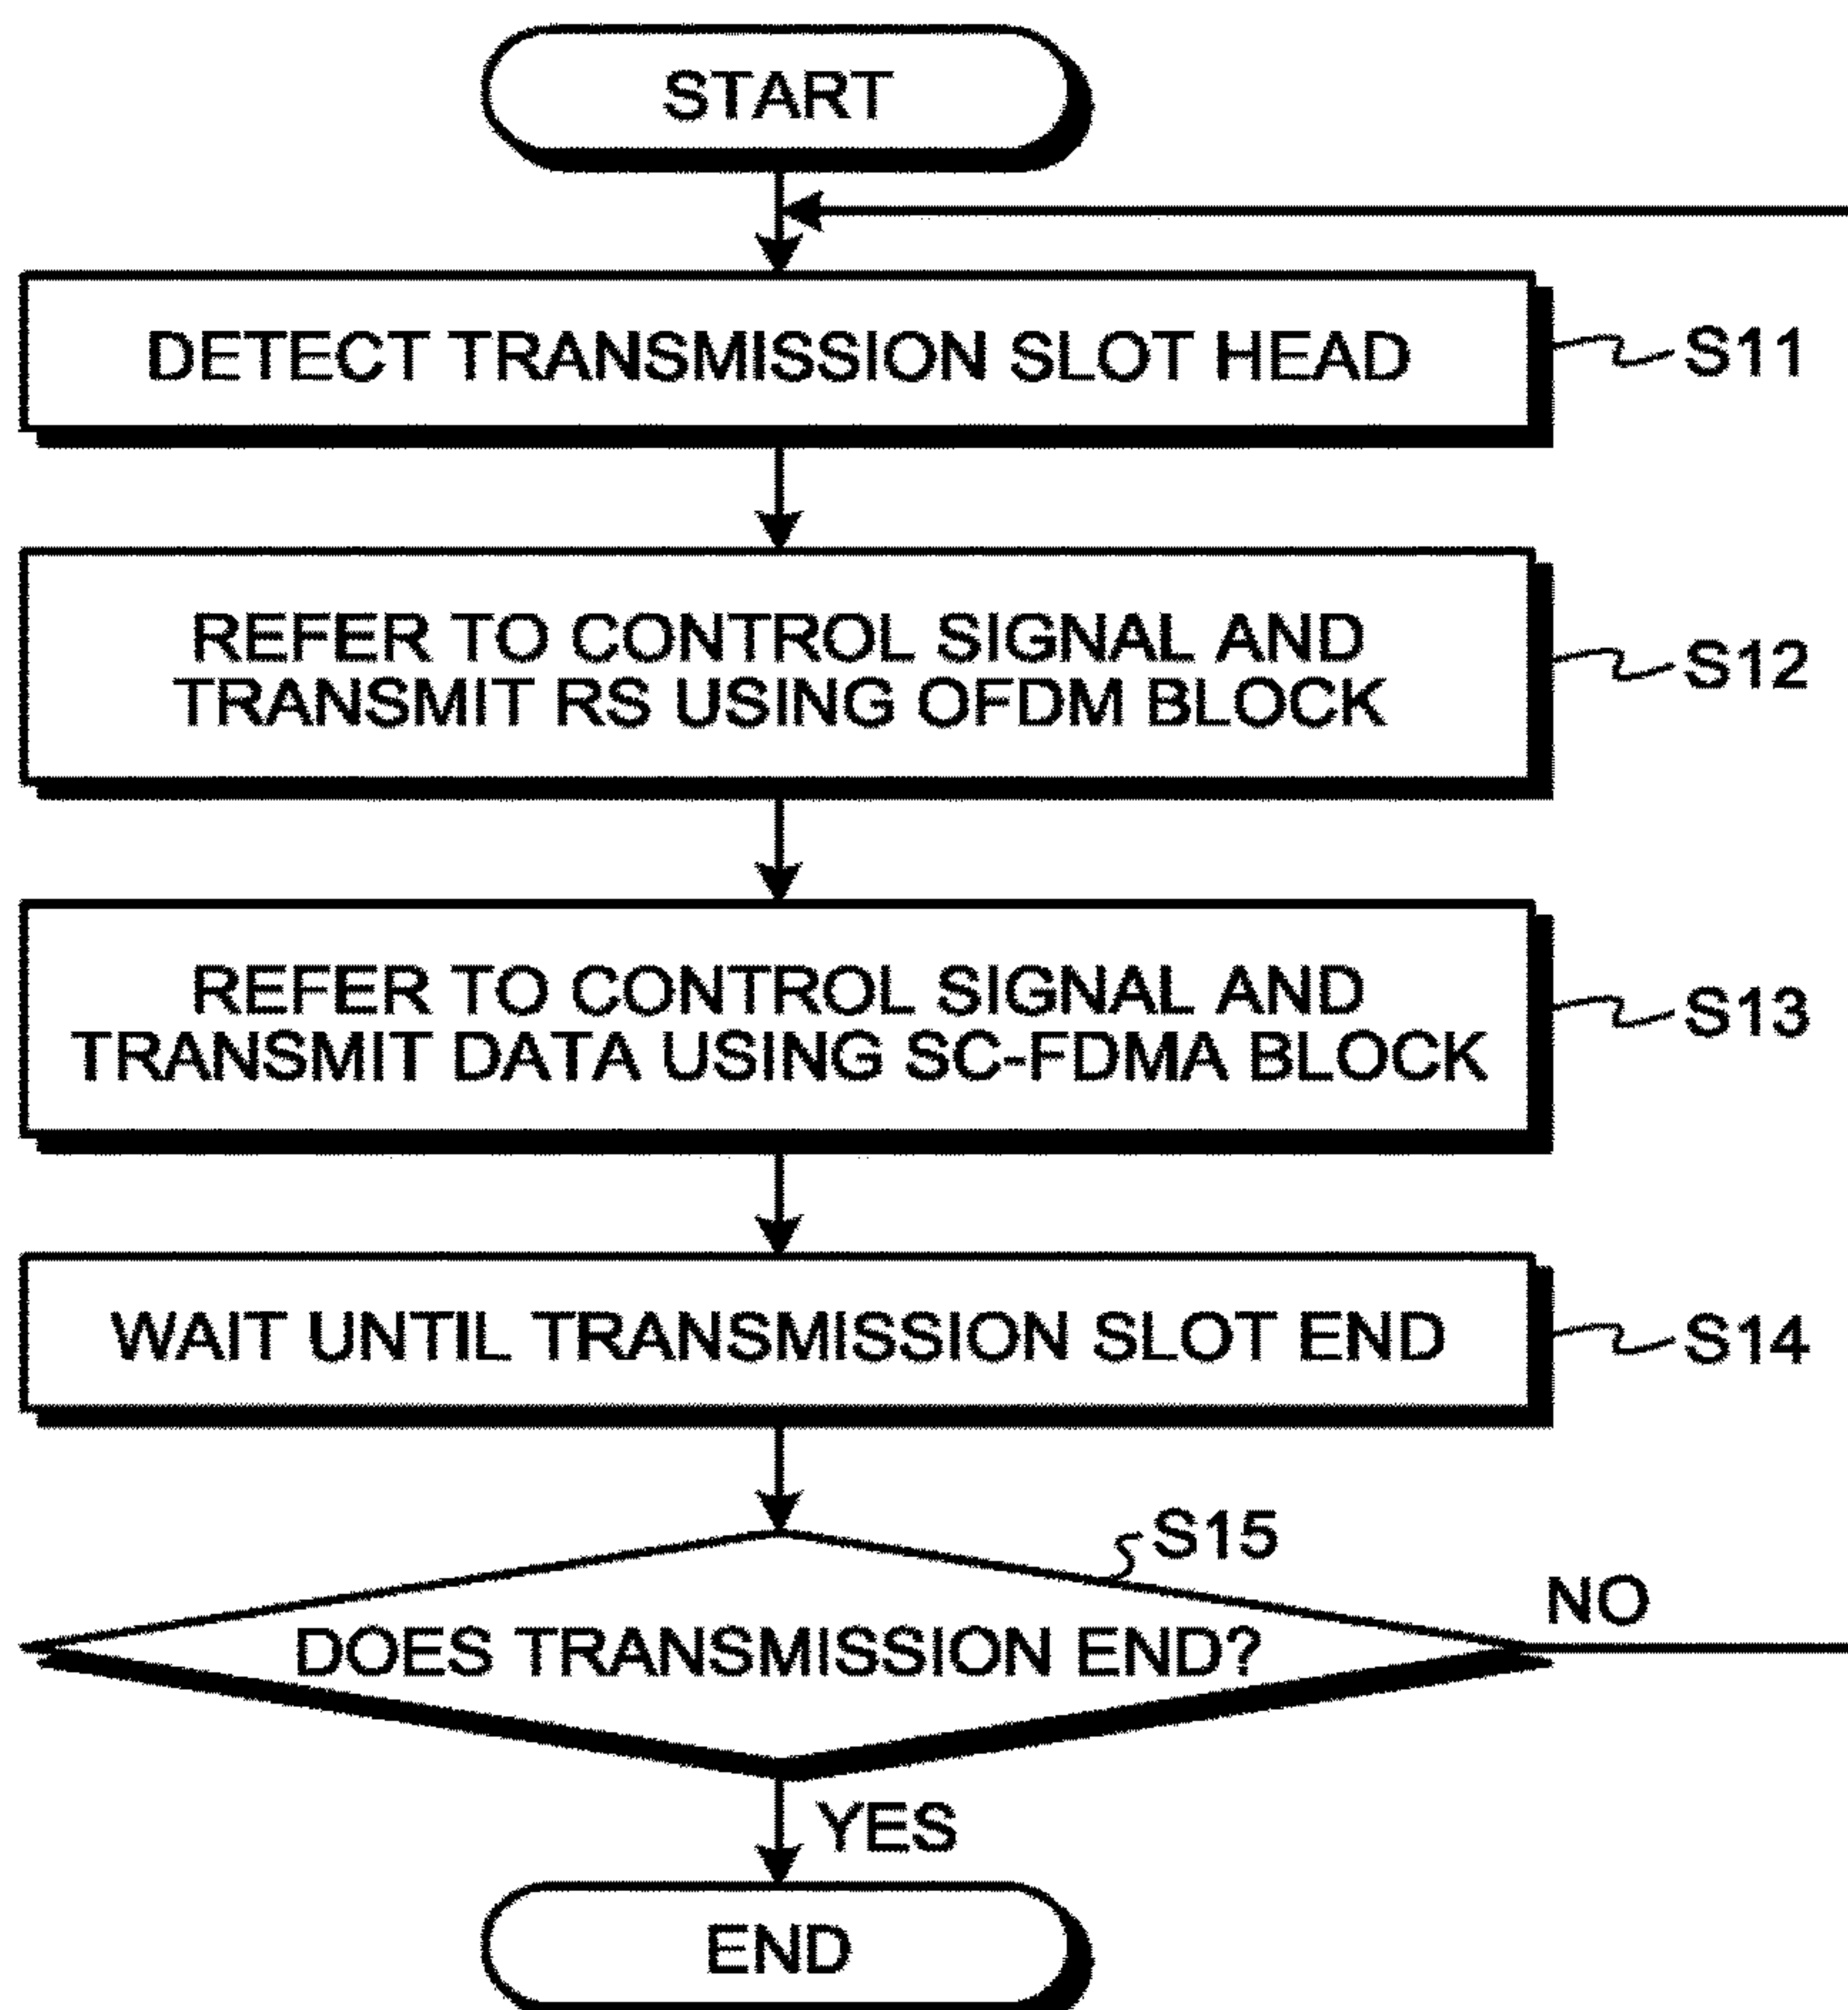 START
DETECT TRANSMISSION SLOT HEAD
S11
REFER TO CONTROL SIGNAL AND
TRANSMIT RS USING OFDM BLOCK
S12
REFER TO CONTROL SIGNAL AND
TRANSMIT DATA USING SC-FDMA BLOCK
S13
WAIT UNTIL TRANSMISSION SLOT END
S14
S15
DOES TRANSMISSION END?
NO
YES
END